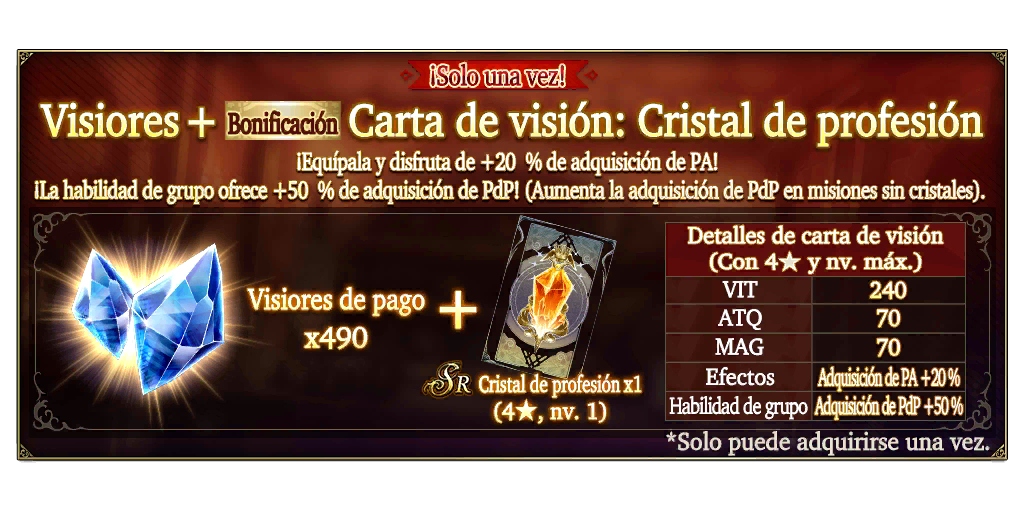 ¡Solo una vez!
Visiores + Bonificación Carta de visión: Cristal de profesión
¡Equípala y disfruta de +20 % de adquisición de PA!
¡La habilidad de grupo ofrece +50 % de adquisición de PdP! (Aumenta la adquisición de PdP en misiones sin cristales).
Visiores de pago
x490
+
SR Cristal de profesión x1
(4★, nv. 1)
Detalles de carta de visión
(Con 4★ y nv. máx.)
VIT 240
ATQ 70
MAG 70
Efectos Adquisición de PA +20 %
Habilidad de grupo Adquisición de PdP +50 %
*Solo puede adquirirse una vez.